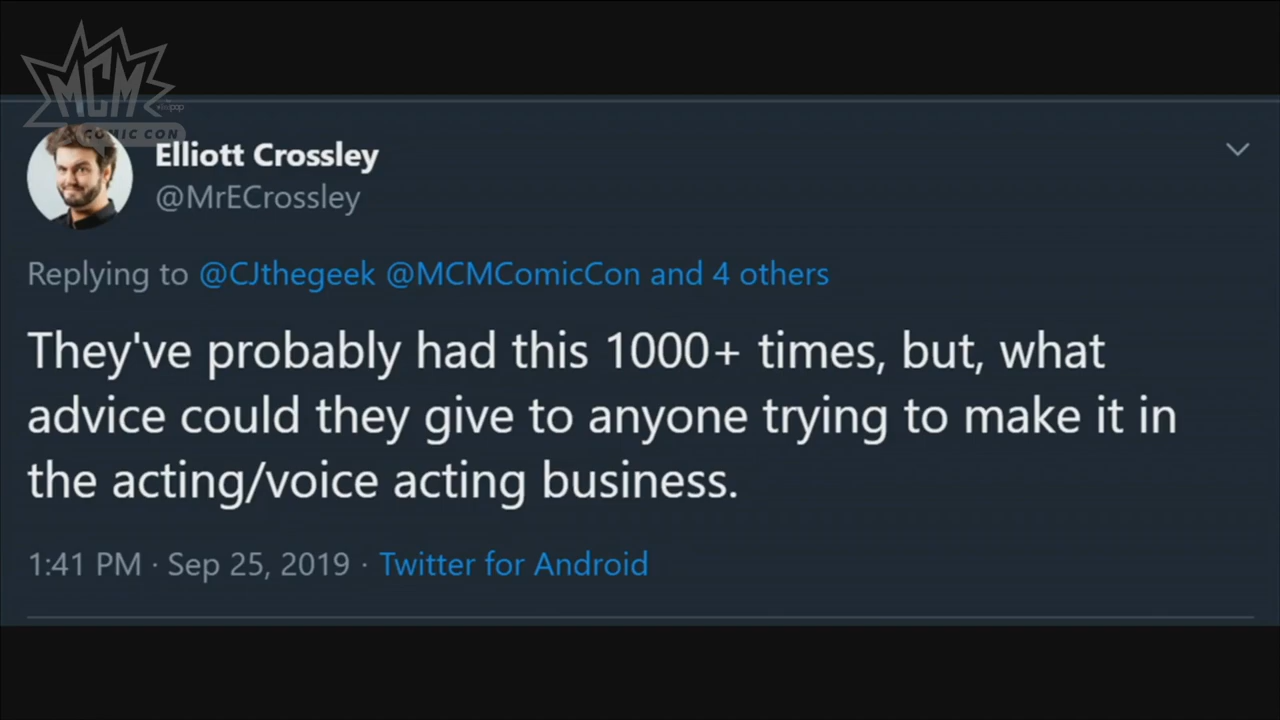 MCM
COMIC CON
Elliott Crossley
@MrECrossley
Replying to @CJthegeek @MCMComicCon and 4 others
They've probably had this 1000+ times, but, what
advice could they give to anyone trying to make it in
the acting/voice acting business.
1:41 PM · Sep 25, 2019 · Twitter for Android